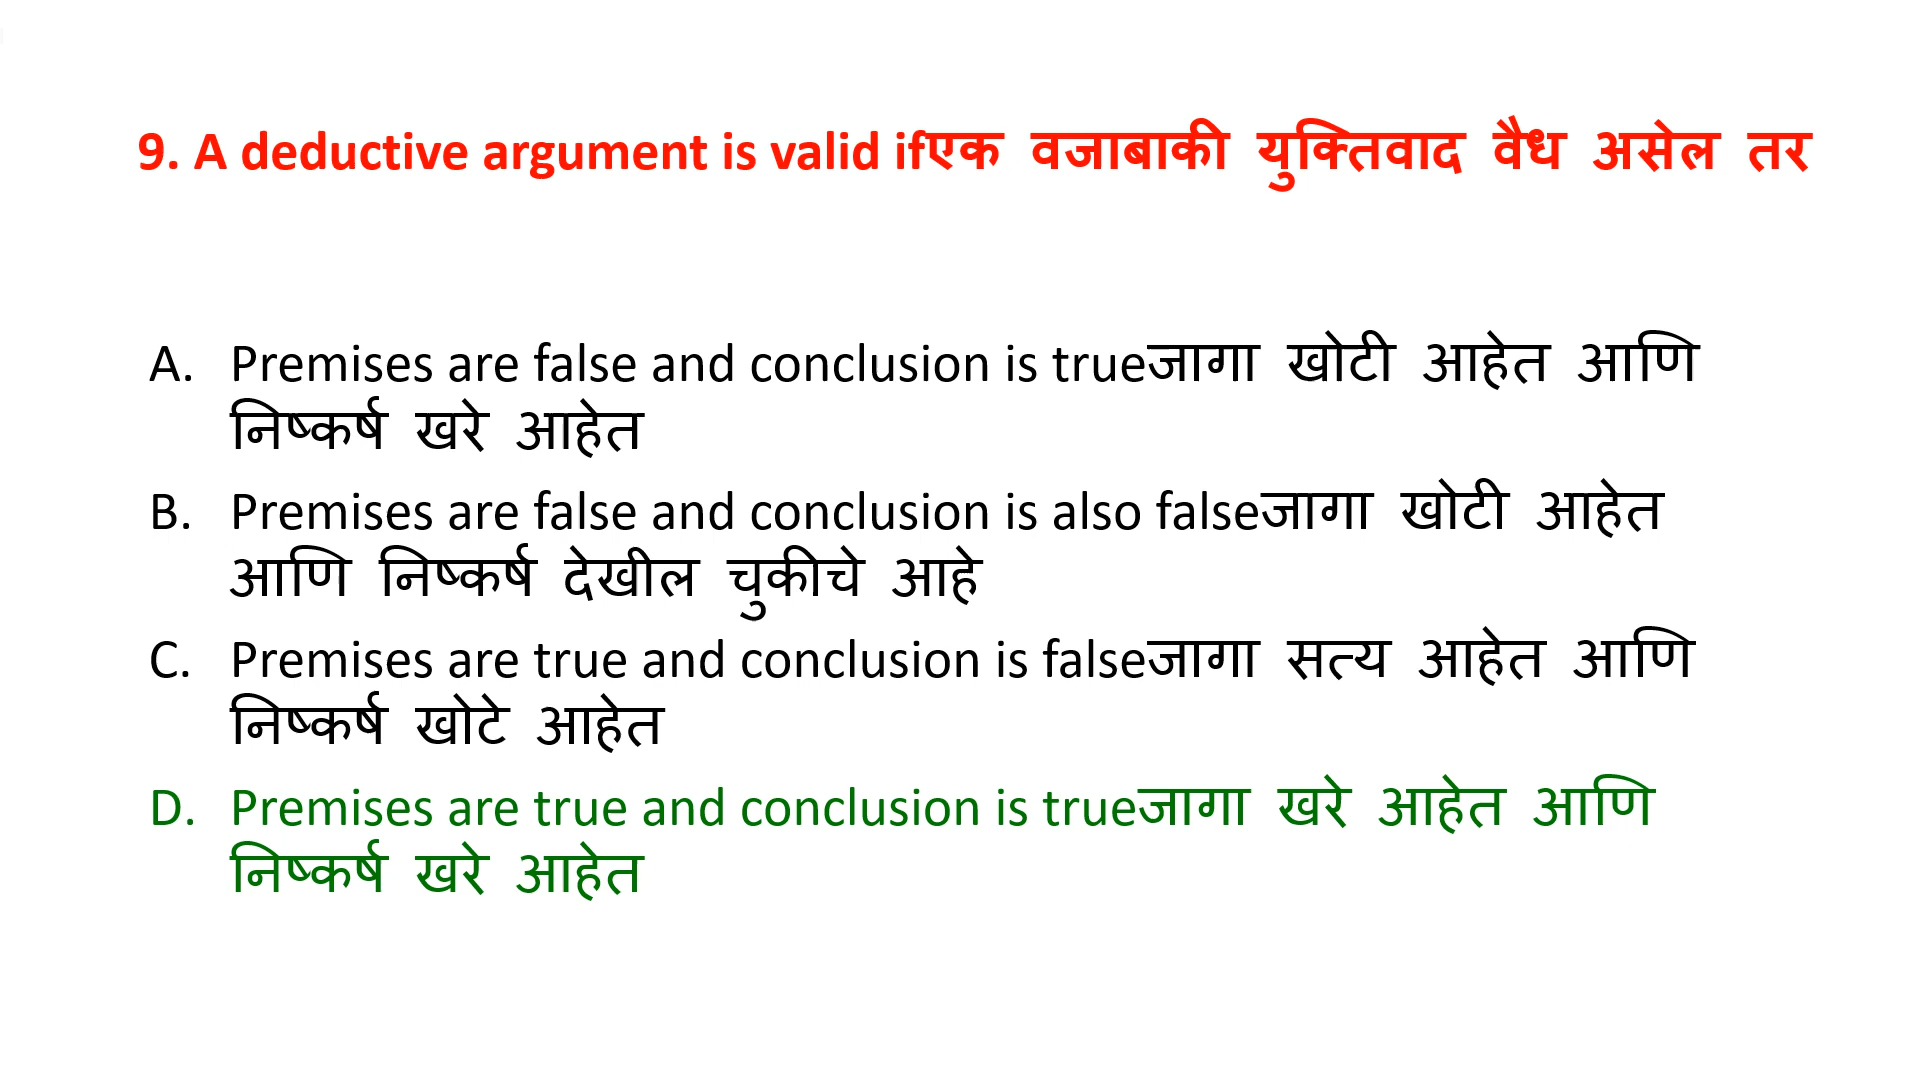 9. A deductive argument is valid ifएक वजाबाकी युक्तिवाद वैध असेल तर
A. Premises are false and conclusion is trueजागा खोटी आहेत आणि
निष्कर्ष खरे आहेत
B. Premises are false and conclusion is also falseजागा खोटी आहेत
आणि निष्कर्ष देखील चुकीचे आहे
C. Premises are true and conclusion is falseजागा सत्य आहेत आणि
निष्कर्ष खोटे आहेत
D. Premises are true and conclusion is trueजागा खरे आहेत आणि
निष्कर्ष खरे आहेत